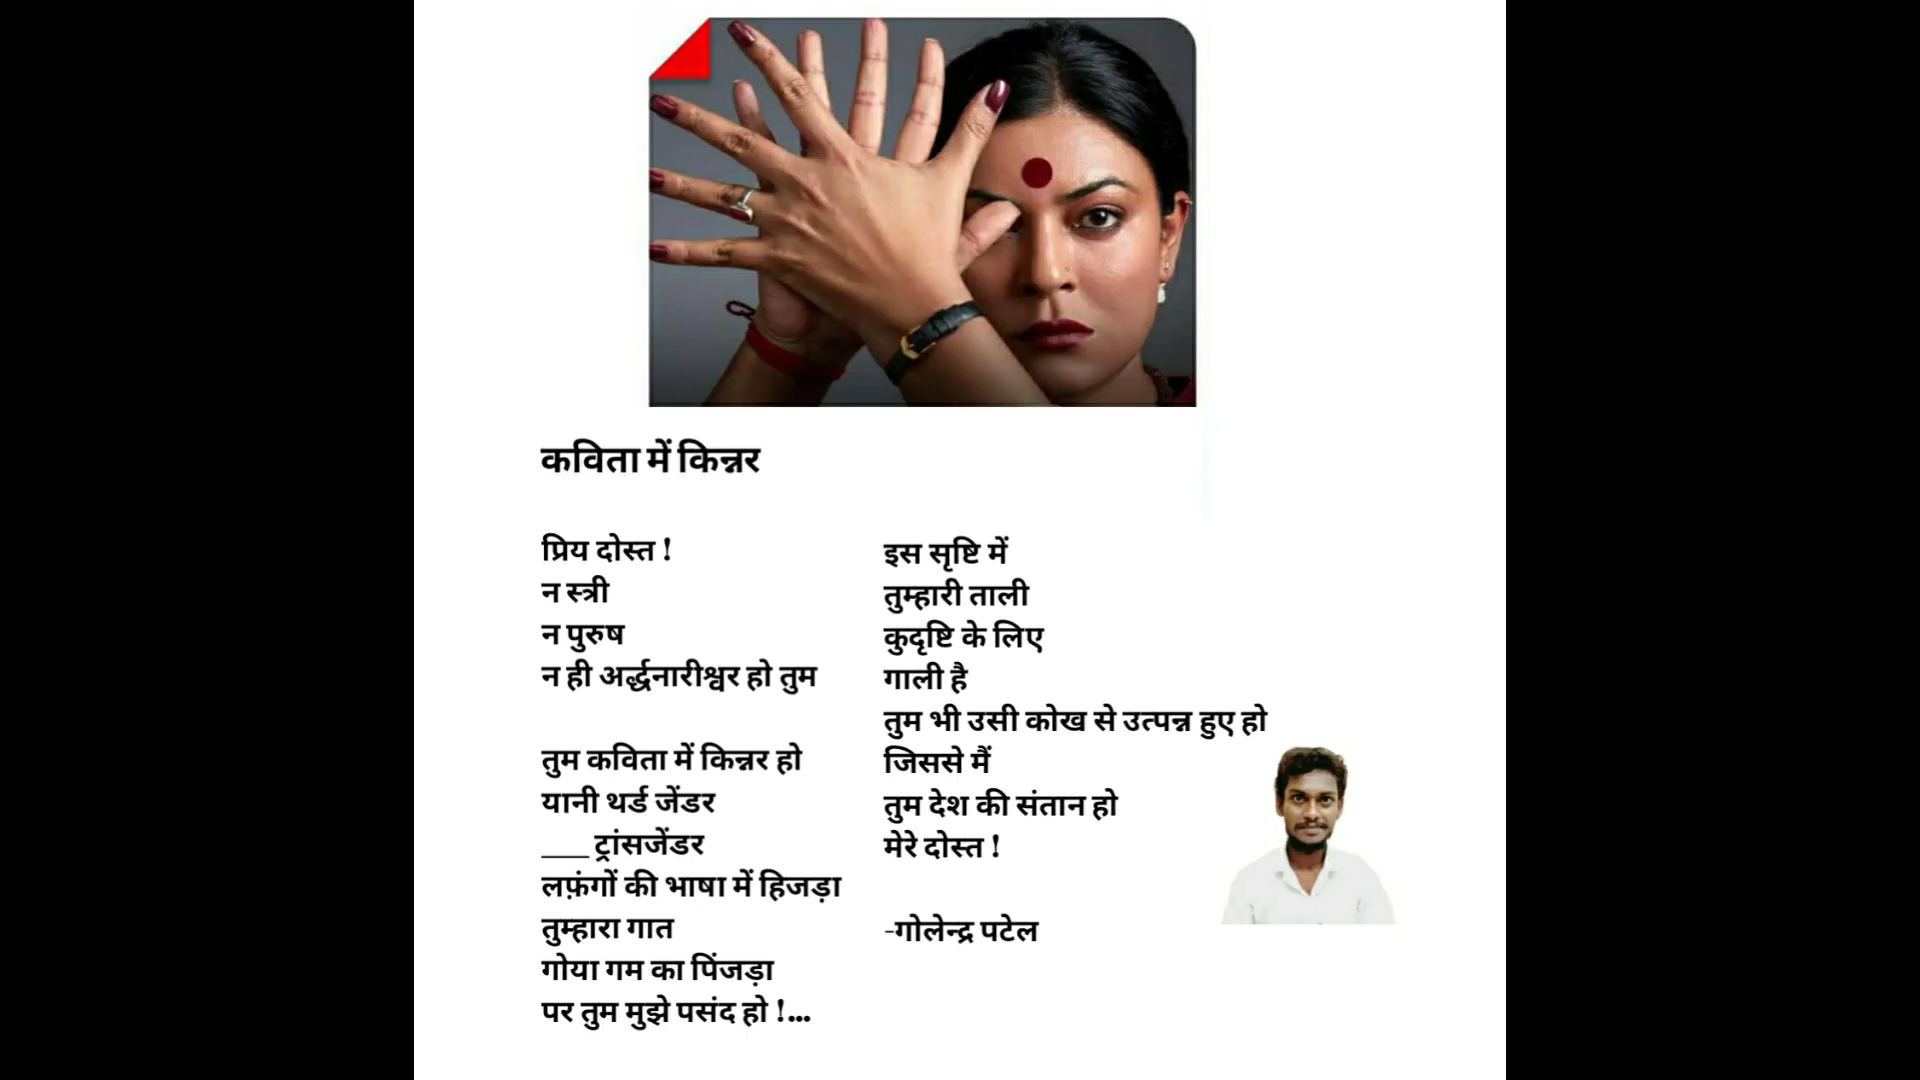 कविता में किन्नर
प्रिय दोस्त !
न स्त्री
न पुरुष
न ही अर्द्धनारीश्वर हो तुम
तुम कविता में किन्नर हो
यानी थर्ड जेंडर
___ ट्रांसजेंडर
लफ़ंगों की भाषा में हिजड़ा
तुम्हारा गात
गोया गम का पिंजड़ा
पर तुम मुझे पसंद हो !...
इस सृष्टि में
तुम्हारी ताली
कुदृष्टि के लिए
गाली है
तुम भी उसी कोख से उत्पन्न हुए हो
जिससे मैं
तुम देश की संतान हो
मेरे दोस्त !
-गोलेन्द्र पटेल